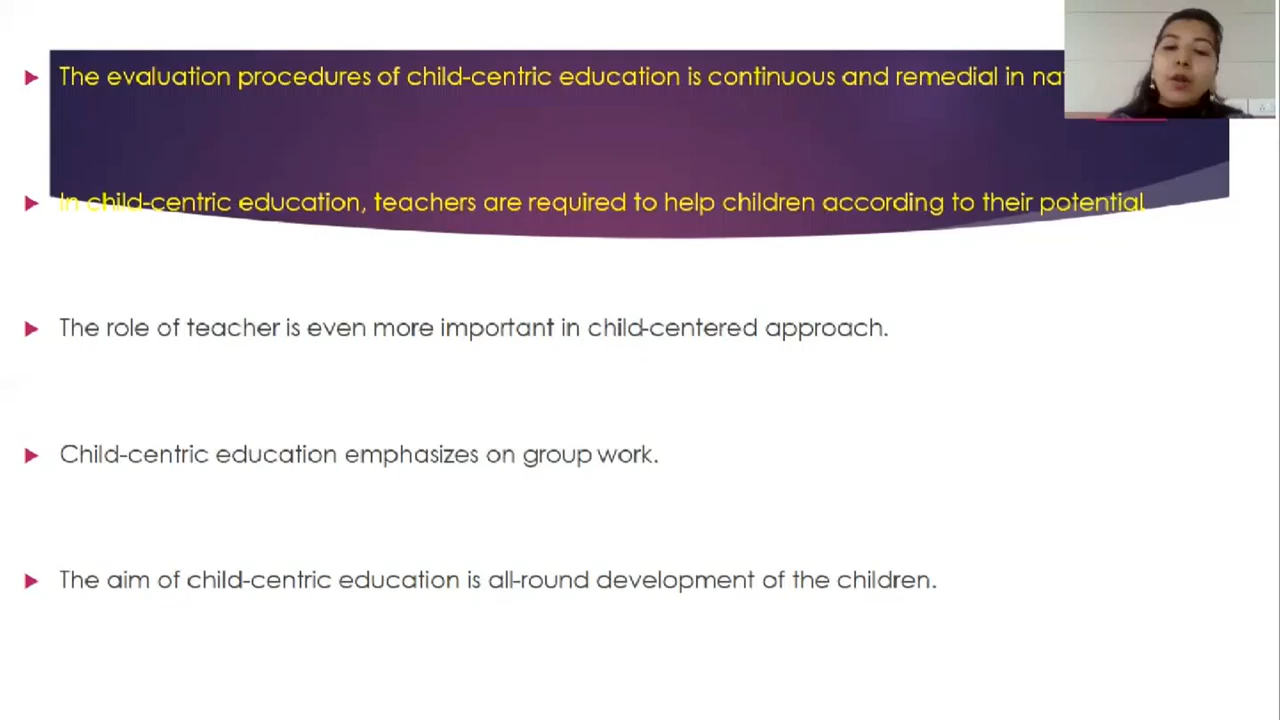 The evaluation procedures of child-centric education is continuous and remedial in
In child-centric education, teachers are required to help children according to their potential
The role of teacher is even more important in child-centered approach.
Child-centric education emphasizes on group work.
The aim of child-centric education is all-round development of the children.